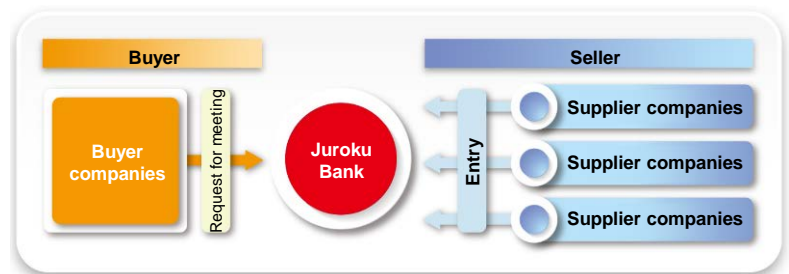 Buyer
Seller
Buyer
companies
Request for meeting
Juroku
Bank
Entry
Supplier companies
Supplier companies
Supplier companies